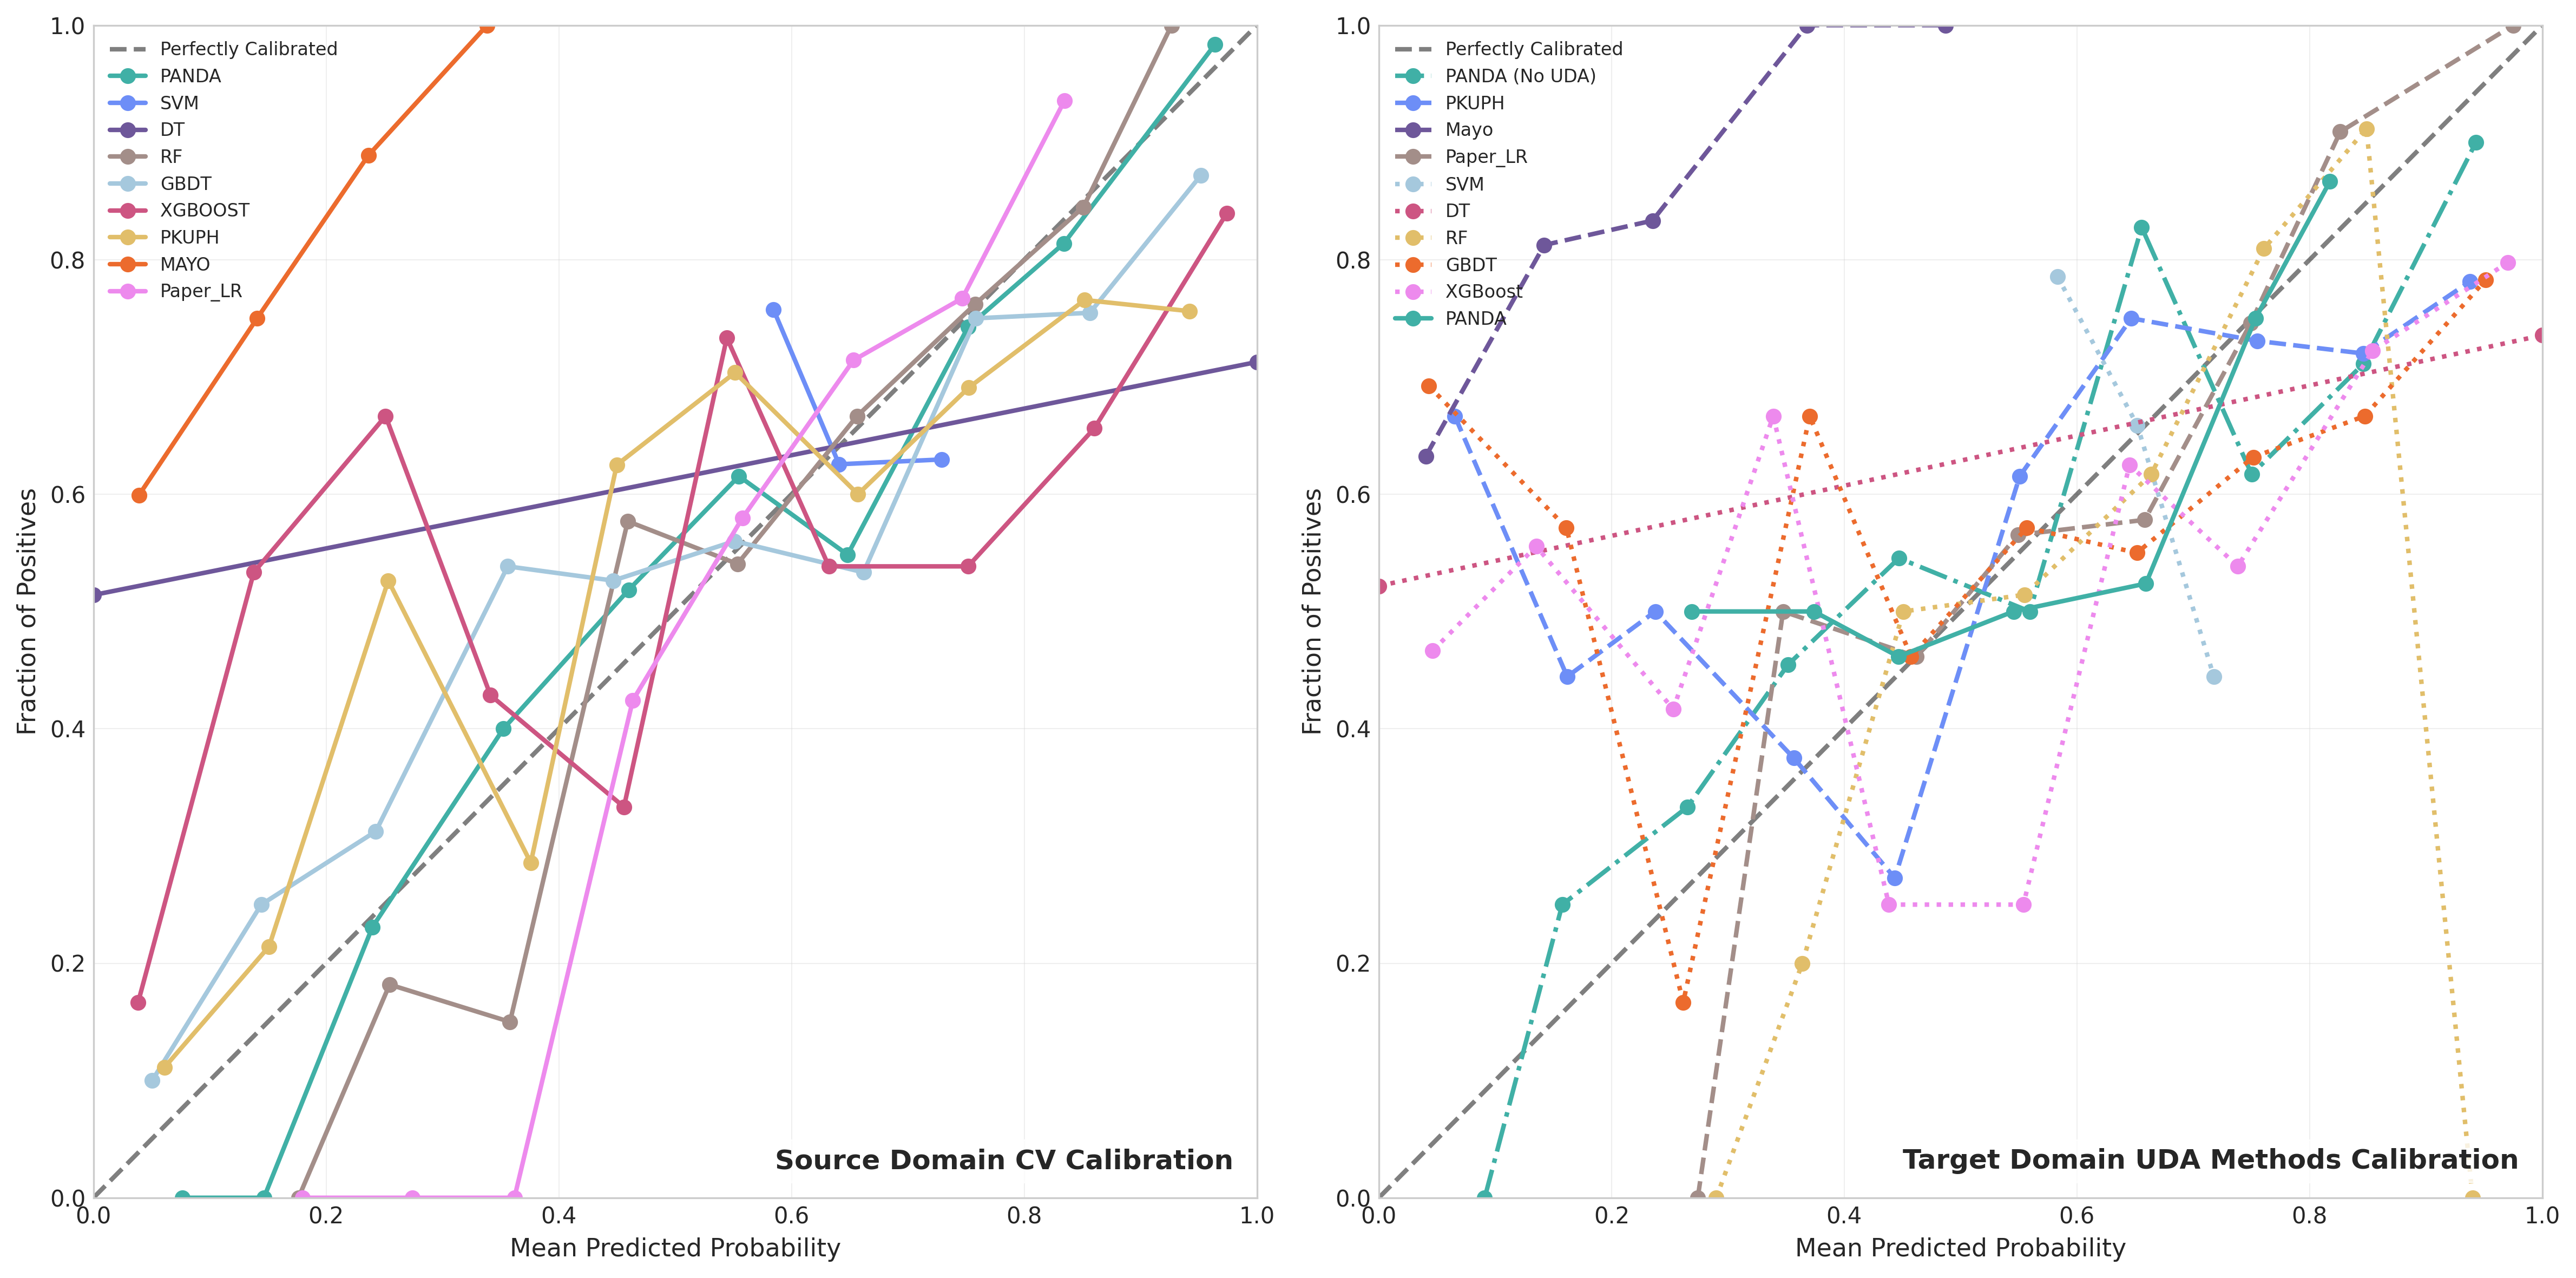 1.0
0.8
0.6
0.4
0.2
0.0
Fraction of Positives
Perfectly Calibrated
PANDA
SVM
DT
RF
GBDT
XGBOOST
PKUPH
MAYO
Paper_LR
Source Domain CV Calibration
0.0 0.2 0.4 0.6 0.8 1.0
Mean Predicted Probability
1.0
0.8
0.6
0.4
0.2
0.0
Fraction of Positives
Perfectly Calibrated
PANDA (No UDA)
PKUPH
Mayo
Paper_LR
SVM
DT
RF
GBDT
XGBoost
PANDA
Target Domain UDA Methods Calibration
0.0 0.2 0.4 0.6 0.8 1.0
Mean Predicted Probability